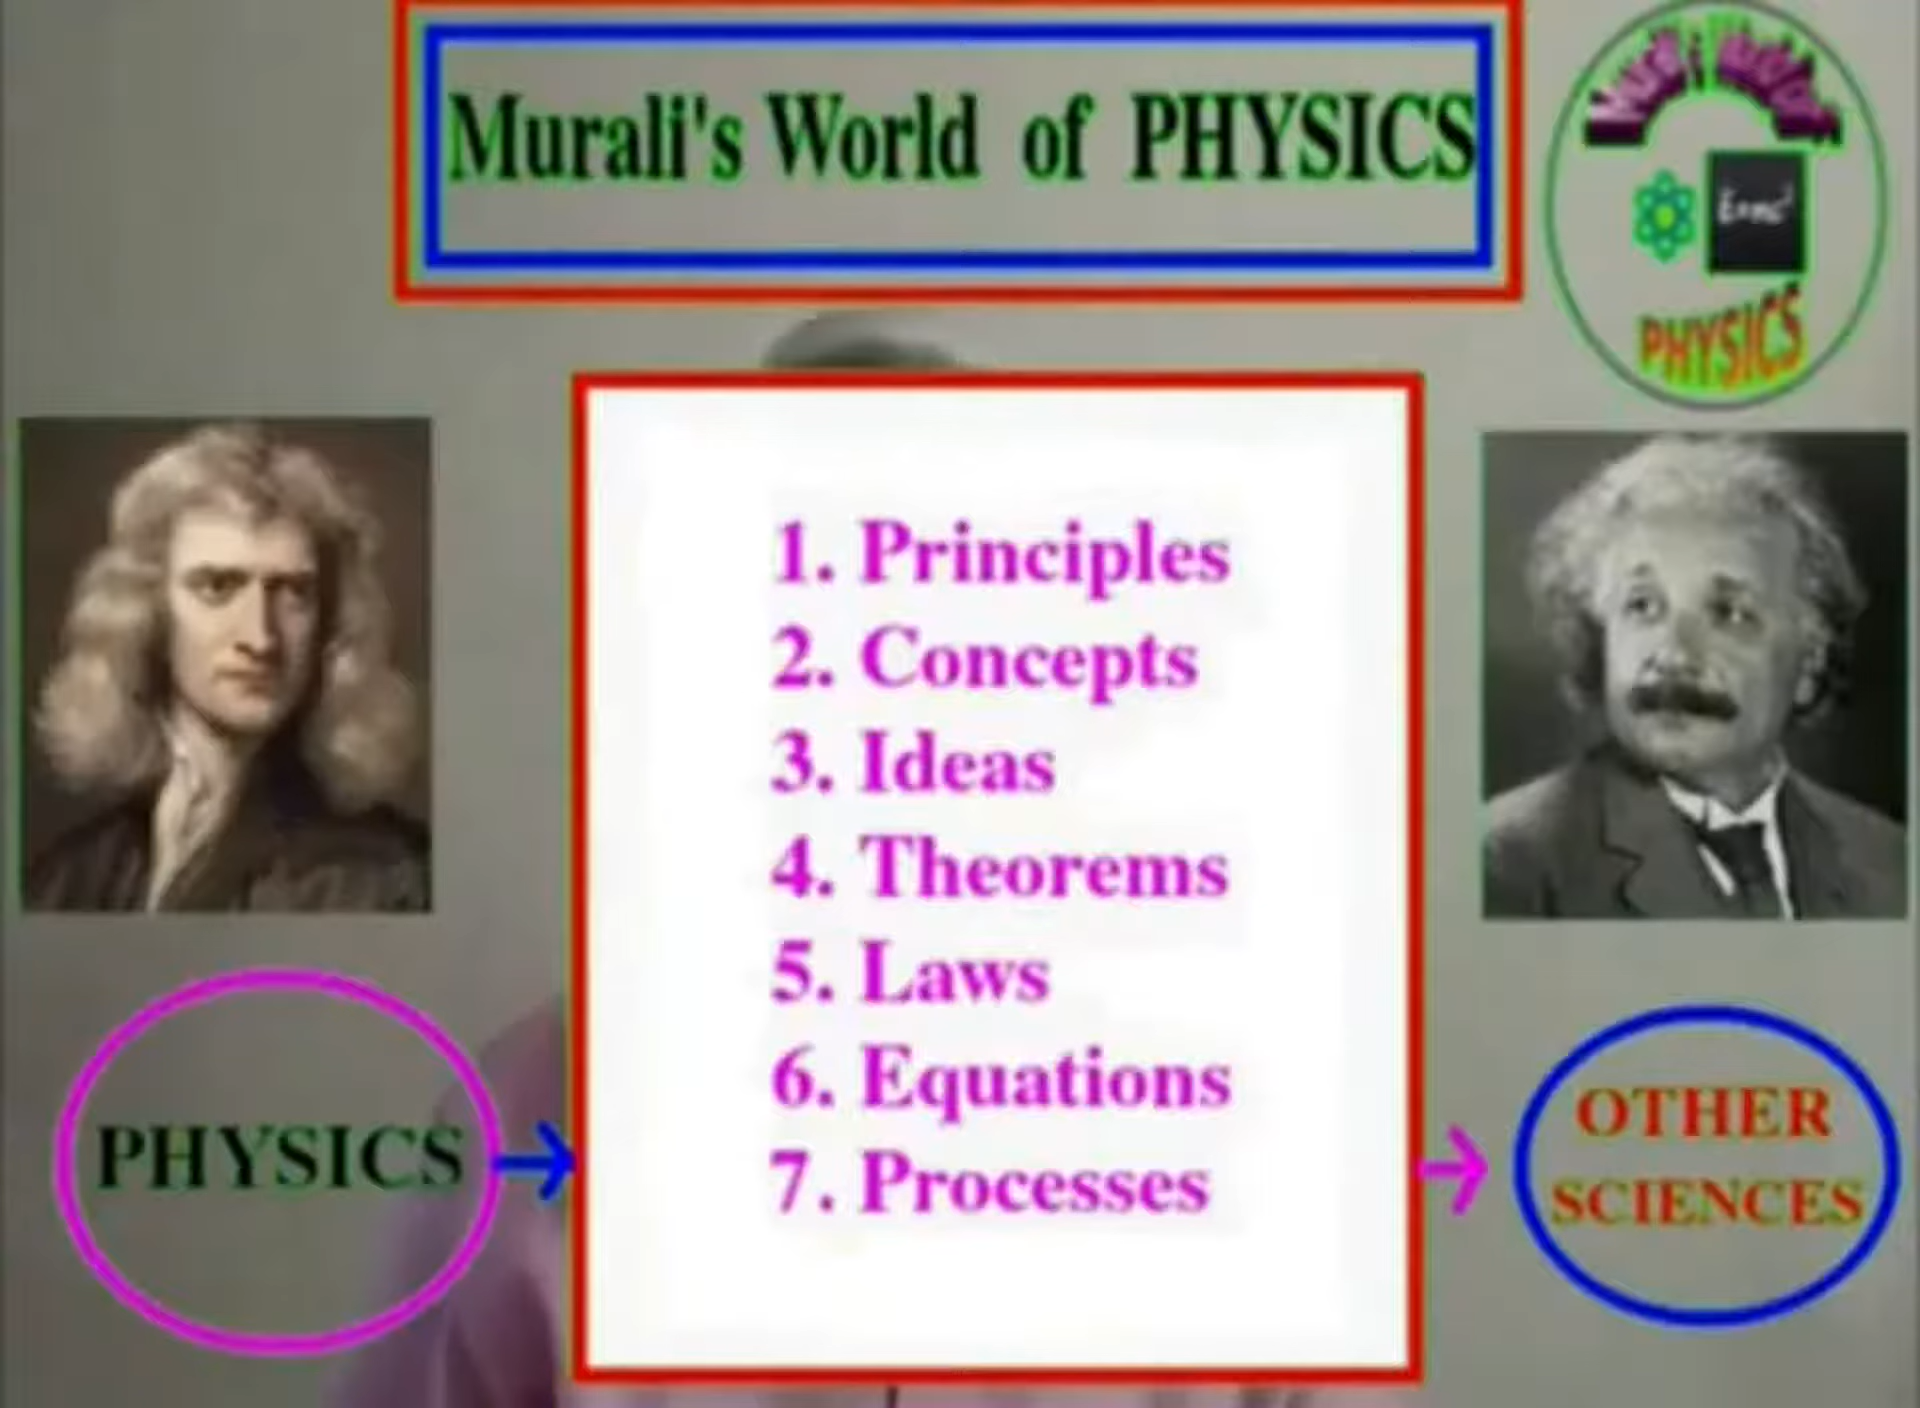 Murali's World of PHYSICS
E=mc²
PHYSICS
1. Principles
2. Concepts
3. Ideas
4. Theorems
5. Laws
6. Equations
7. Processes
PHYSICS
OTHER
SCIENCES